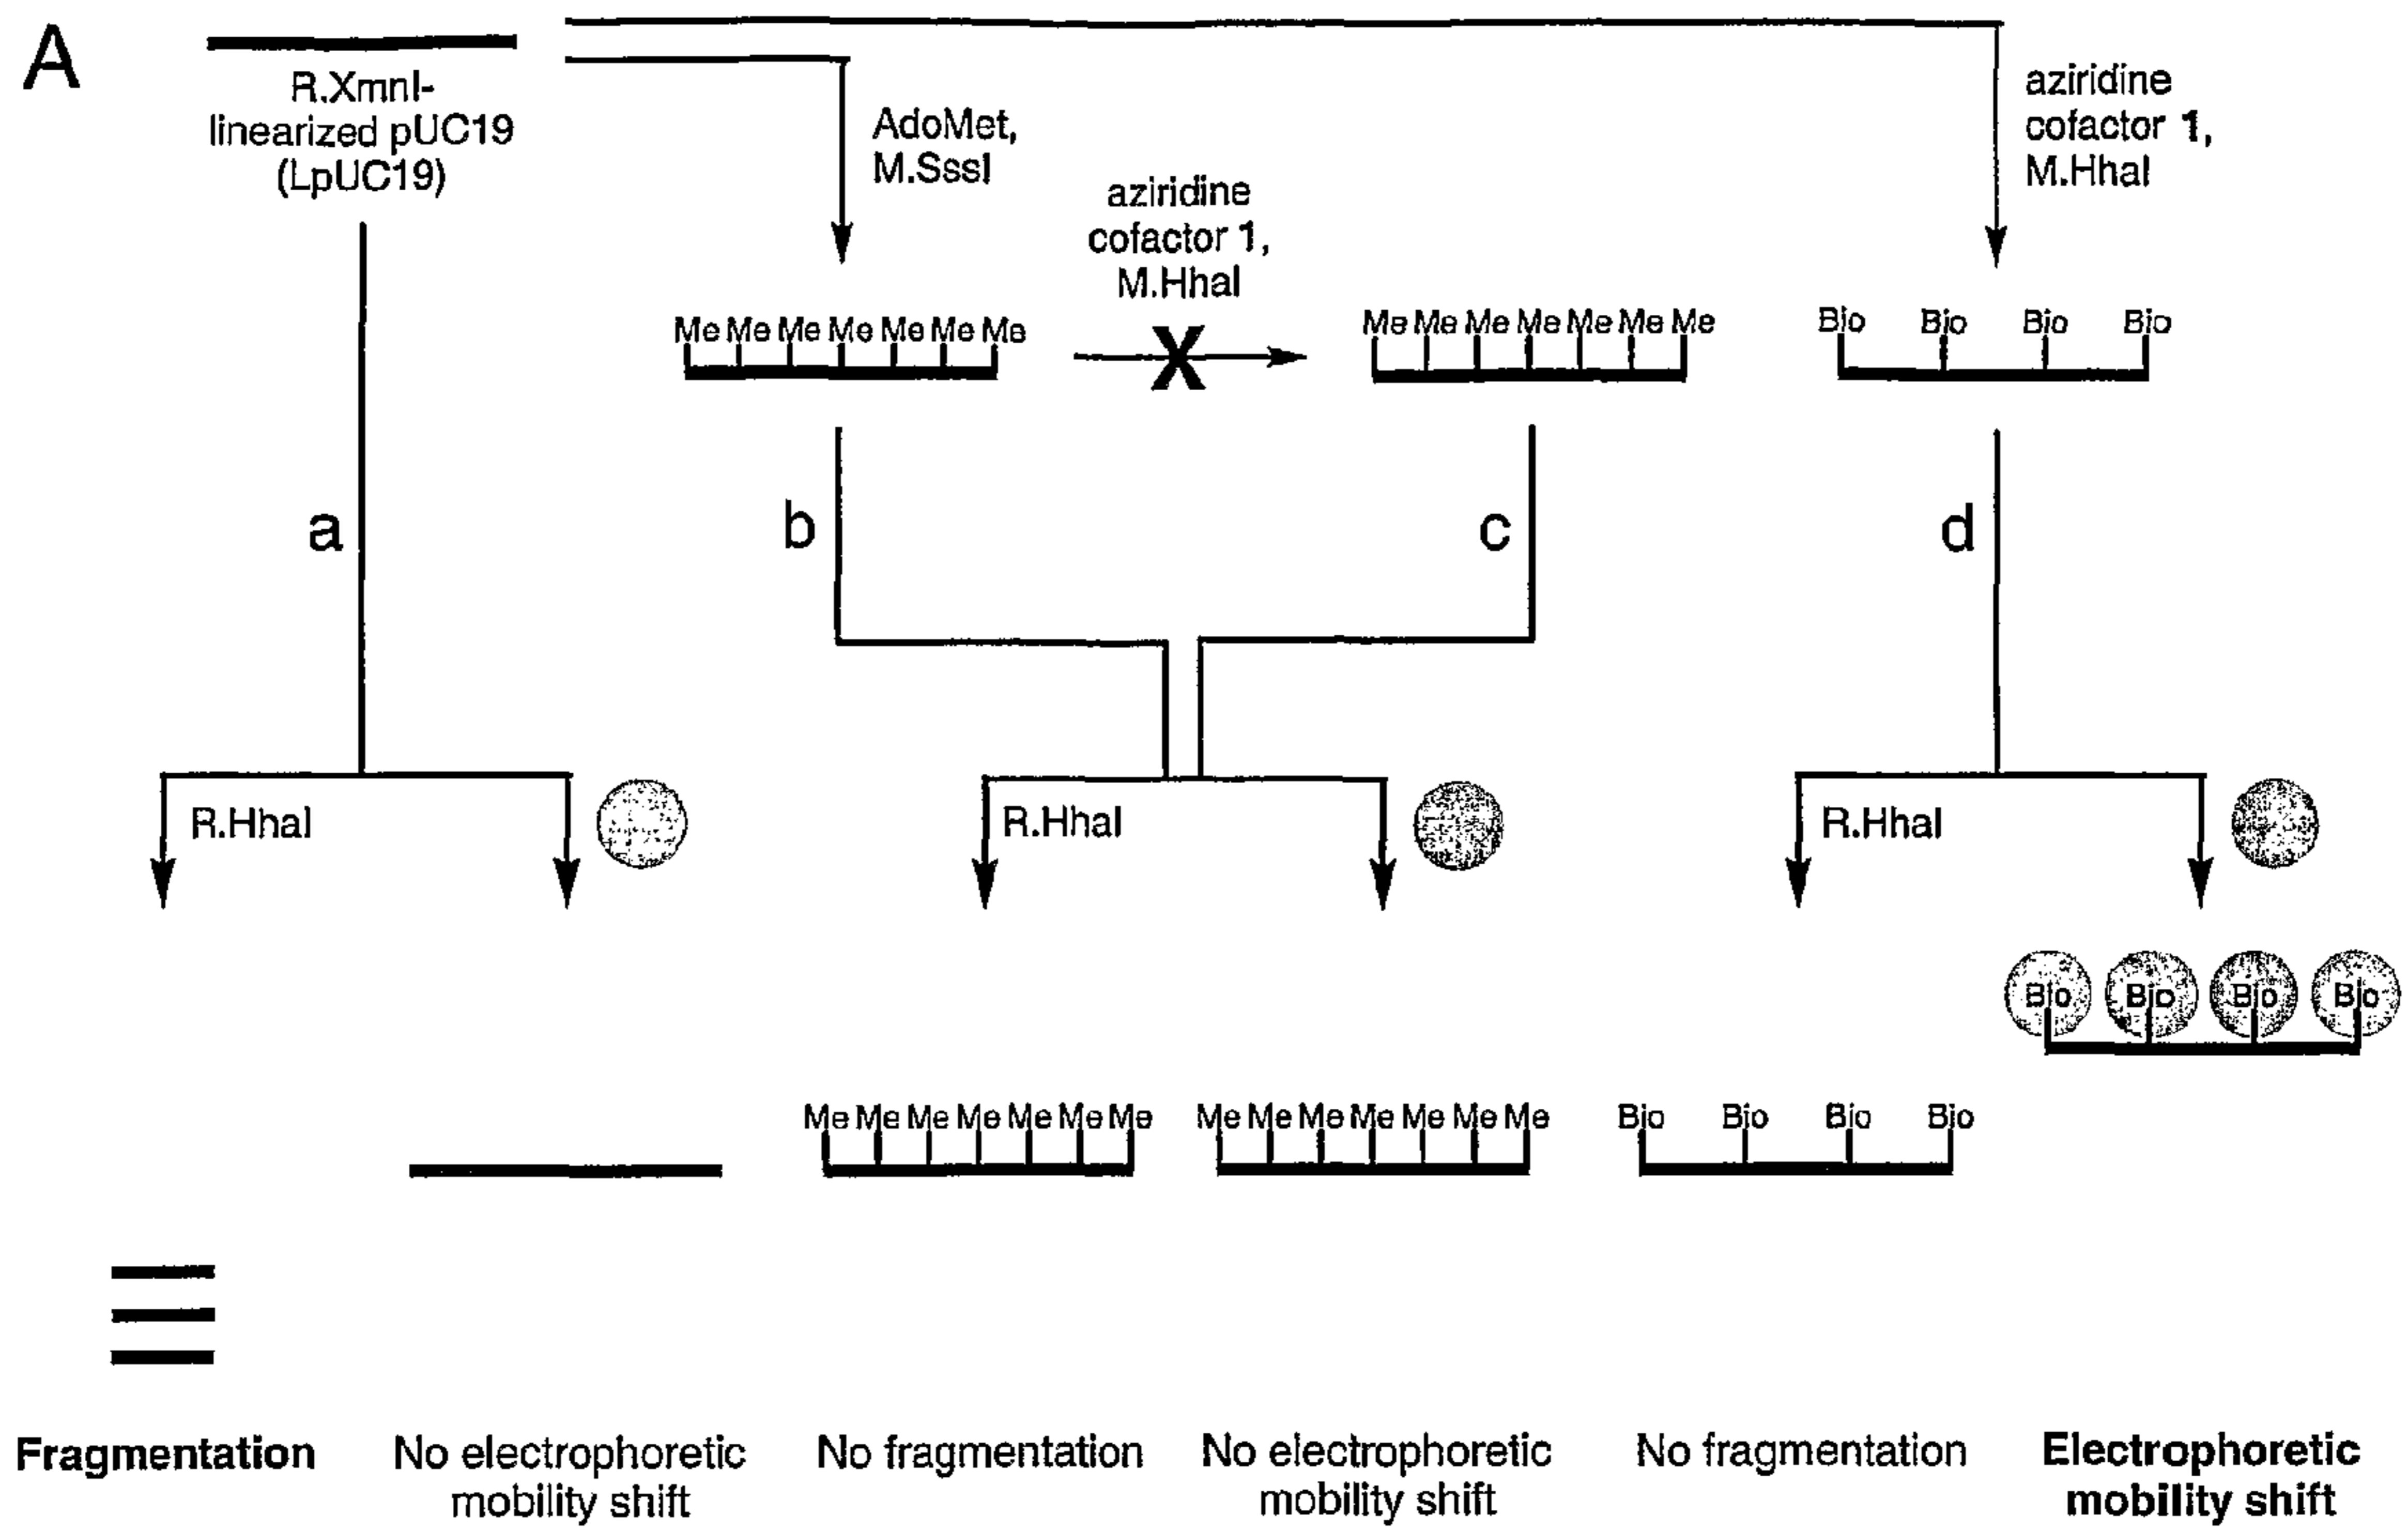 A
R.XmnI-
linearized pUC19
(LpUC19)
AdoMet,
M.SssI
aziridine
cofactor 1,
M.HhaI
aziridine
cofactor 1,
M.HhaI
Me Me Me Me Me Me Me
X
Me Me Me Me Me Me Me
Bio Bio Bio Bio
a
b
c
d
R.HhaI
R.HhaI
R.HhaI
Bio Bio Bio Bio
Me Me Me Me Me Me Me
Me Me Me Me Me Me Me
Bio Bio Bio Bio
Fragmentation
No electrophoretic
mobility shift
No fragmentation
No electrophoretic
mobility shift
No fragmentation
Electrophoretic
mobility shift